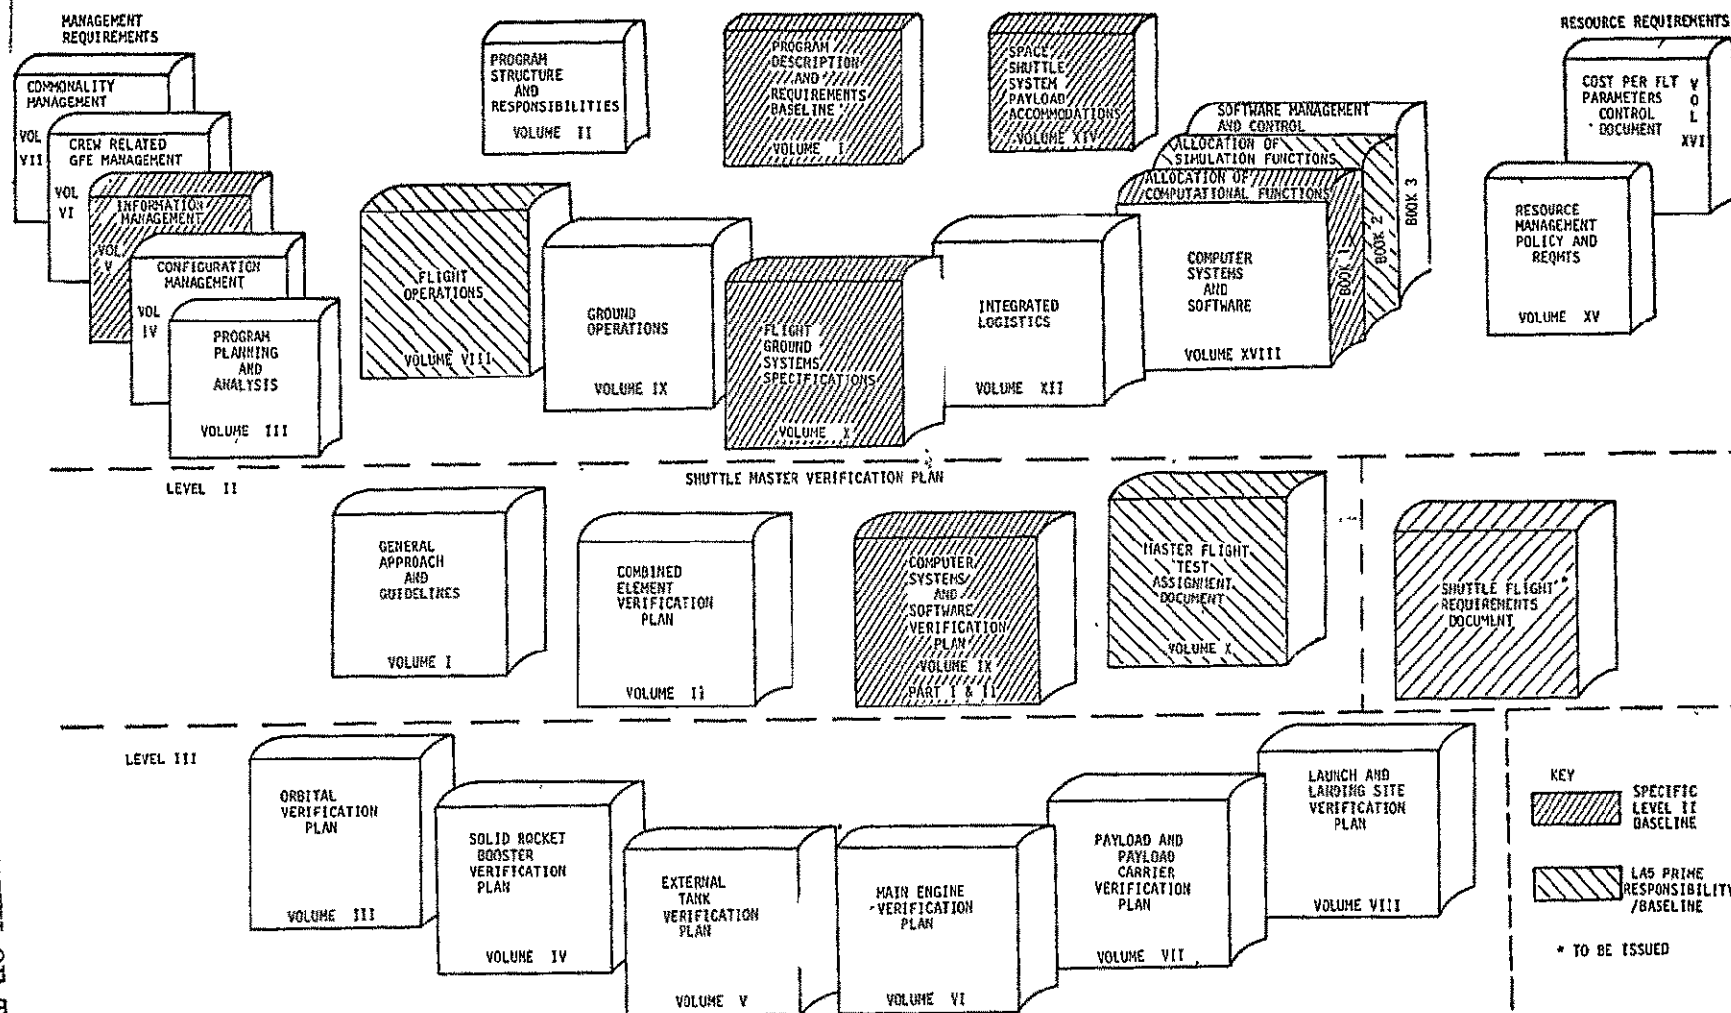 MANAGEMENT
REQUIREMENTS
COMMONALITY
MANAGEMENT
VOL
VII
CREW RELATED
GFE MANAGEMENT
VOL
VI
INFORMATION
MANAGEMENT
VOL
V
CONFIGURATION
MANAGEMENT
VOL
IV
PROGRAM
PLANNING
AND
ANALYSIS
VOLUME III
PROGRAM
STRUCTURE
AND
RESPONSIBILITIES
VOLUME II
PROGRAM
DESCRIPTION
AND
REQUIREMENTS
BASELINE
VOLUME I
SPACE
SHUTTLE
SYSTEM
PAYLOAD
ACCOMMODATIONS
VOLUME XIV
FLIGHT
OPERATIONS
VOLUME VIII
GROUND
OPERATIONS
VOLUME IX
FLIGHT
GROUND
SYSTEMS
SPECIFICATIONS
VOLUME X
INTEGRATED
LOGISTICS
VOLUME XII
SOFTWARE MANAGEMENT
AND CONTROL
BOOK 3
ALLOCATION OF
SIMULATION FUNCTIONS
BOOK 2
ALLOCATION OF
COMPUTATIONAL FUNCTIONS
BOOK 1
COMPUTER
SYSTEMS
AND
SOFTWARE
VOLUME XVIII
RESOURCE REQUIREMENTS
COST PER FLT
PARAMETERS
CONTROL
DOCUMENT
VOL
XVI
RESOURCE
MANAGEMENT
POLICY AND
REQMTS
VOLUME XV
LEVEL II
SHUTTLE MASTER VERIFICATION PLAN
GENERAL
APPROACH
AND
GUIDELINES
VOLUME I
COMBINED
ELEMENT
VERIFICATION
PLAN
VOLUME II
COMPUTER
SYSTEMS
AND
SOFTWARE
VERIFICATION
PLAN
VOLUME IX
PART I & II
MASTER FLIGHT
TEST
ASSIGNMENT
DOCUMENT
VOLUME X
SHUTTLE FLIGHT
REQUIREMENTS
DOCUMENT
LEVEL III
ORBITAL
VERIFICATION
PLAN
VOLUME III
SOLID ROCKET
BOOSTER
VERIFICATION
PLAN
VOLUME IV
EXTERNAL
TANK
VERIFICATION
PLAN
VOLUME V
MAIN ENGINE
VERIFICATION
PLAN
VOLUME VI
PAYLOAD AND
PAYLOAD
CARRIER
VERIFICATION
PLAN
VOLUME VII
LAUNCH AND
LANDING SITE
VERIFICATION
PLAN
VOLUME VIII
KEY
SPECIFIC
LEVEL II
BASELINE
LA5 PRIME
RESPONSIBILITY
/BASELINE
* TO BE ISSUED